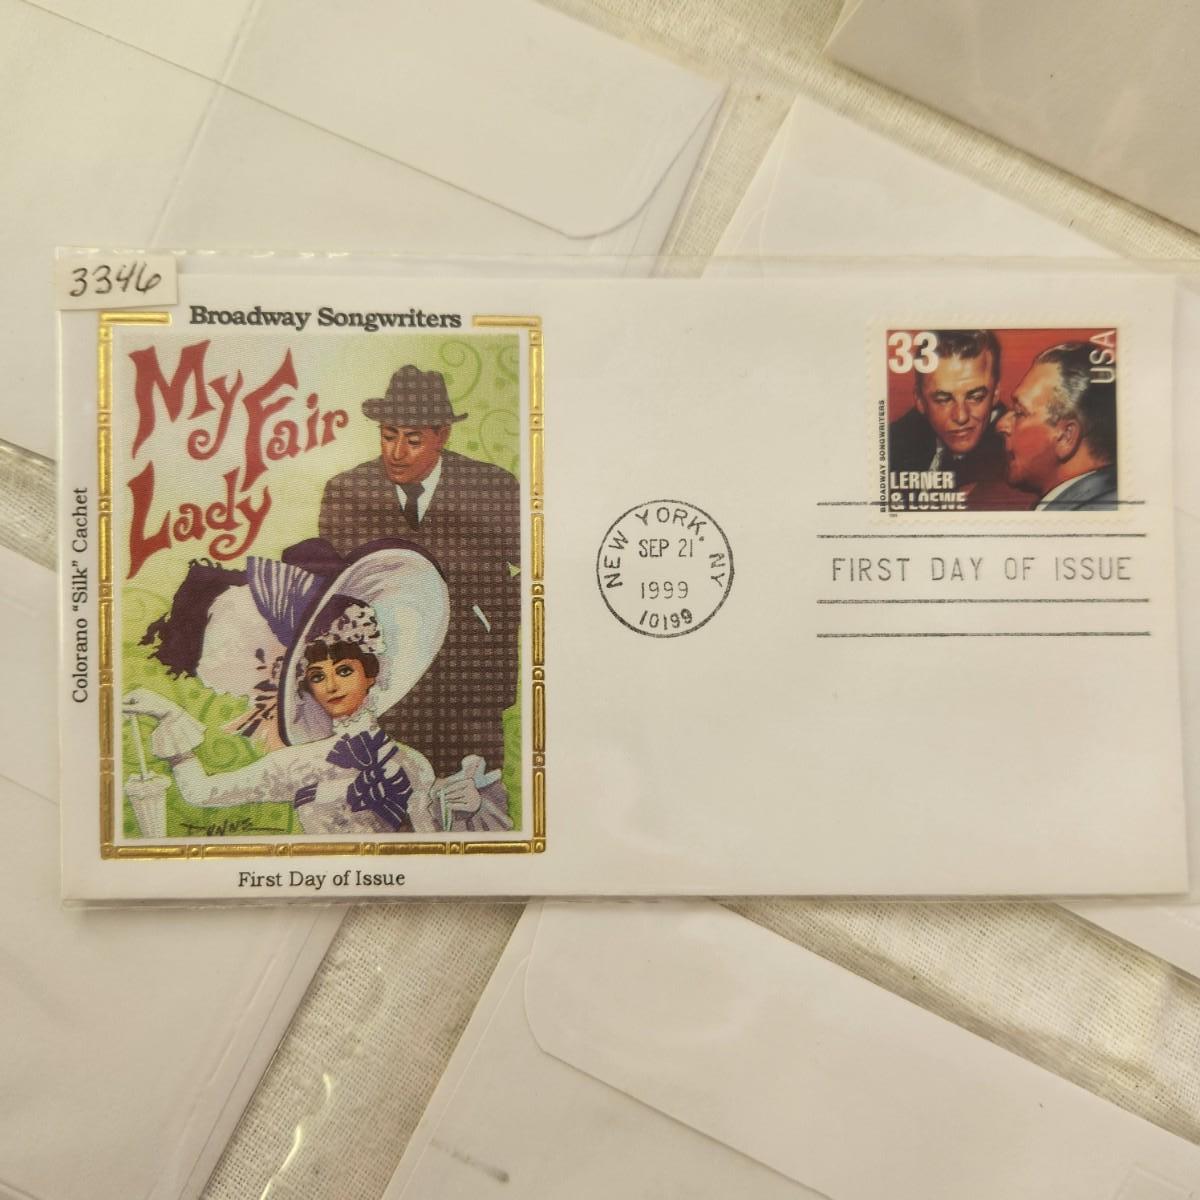 3346
Broadway Songwriters
My Fair
Lady
Colorano "Silk" Cachet
First Day of Issue
NEW YORK, NY
SEP 21
1999
10199
33
USA
BROADWAY SONGWRITERS
LERNER
& LOEWE
FIRST DAY OF ISSUE